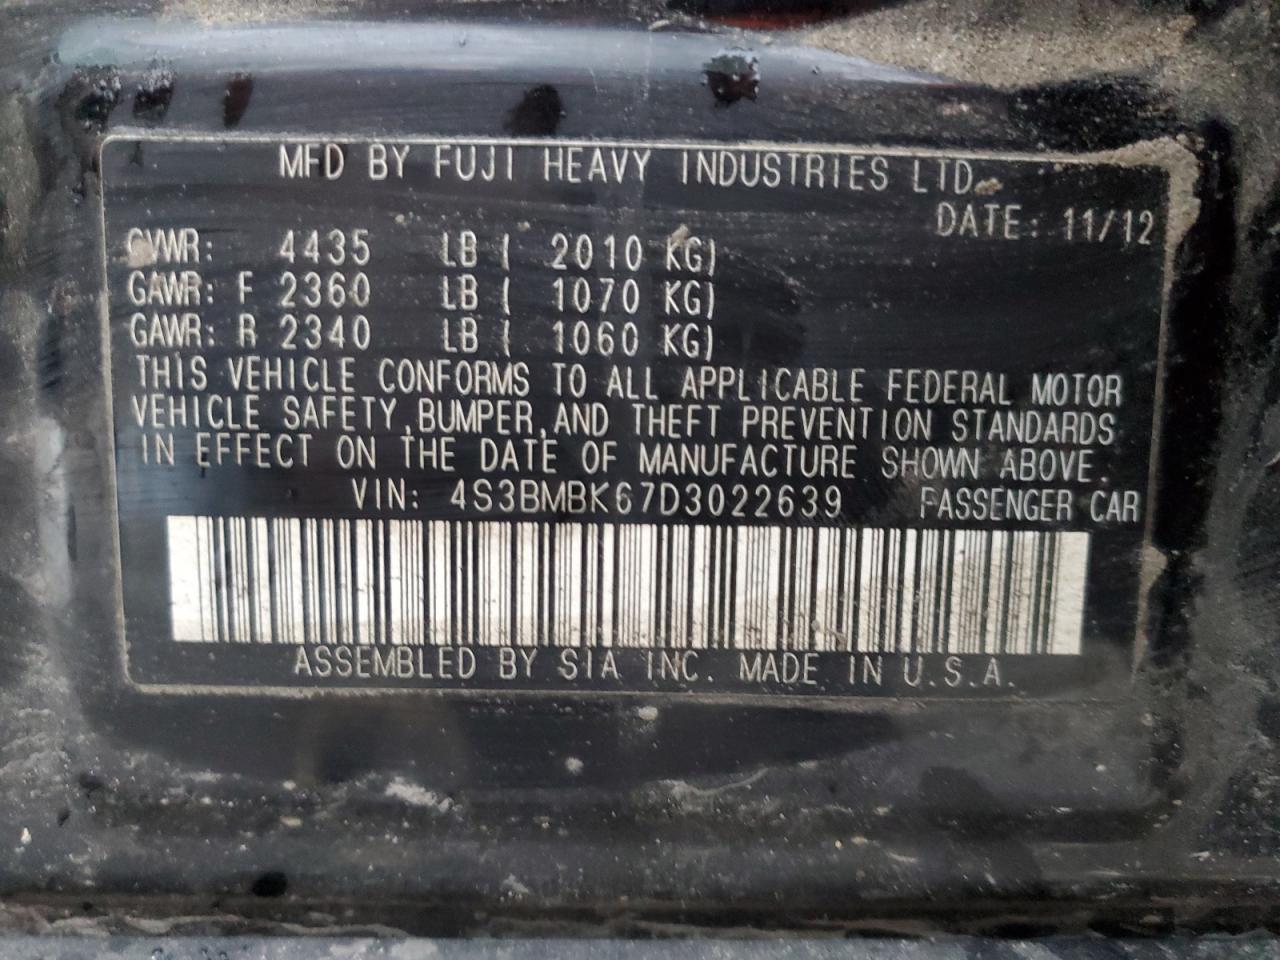 MFD BY FUJI HEAVY INDUSTRIES LTD.
DATE: 11/12
GVWR: 4435 LB ( 2010 KG)
GAWR: F 2360 LB ( 1070 KG)
GAWR: R 2340 LB ( 1060 KG)
THIS VEHICLE CONFORMS TO ALL APPLICABLE FEDERAL MOTOR
VEHICLE SAFETY,BUMPER,AND THEFT PREVENTION STANDARDS
IN EFFECT ON THE DATE OF MANUFACTURE SHOWN ABOVE.
VIN: 4S3BMBK67D3022639 PASSENGER CAR
ASSEMBLED BY SIA INC. MADE IN U.S.A.